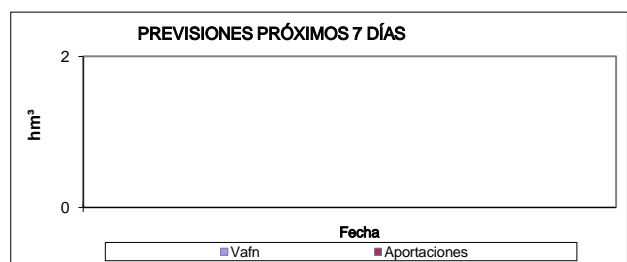 PREVISIONES PRÓXIMOS 7 DÍAS
2
hm³
0
Fecha
Vafn Aportaciones